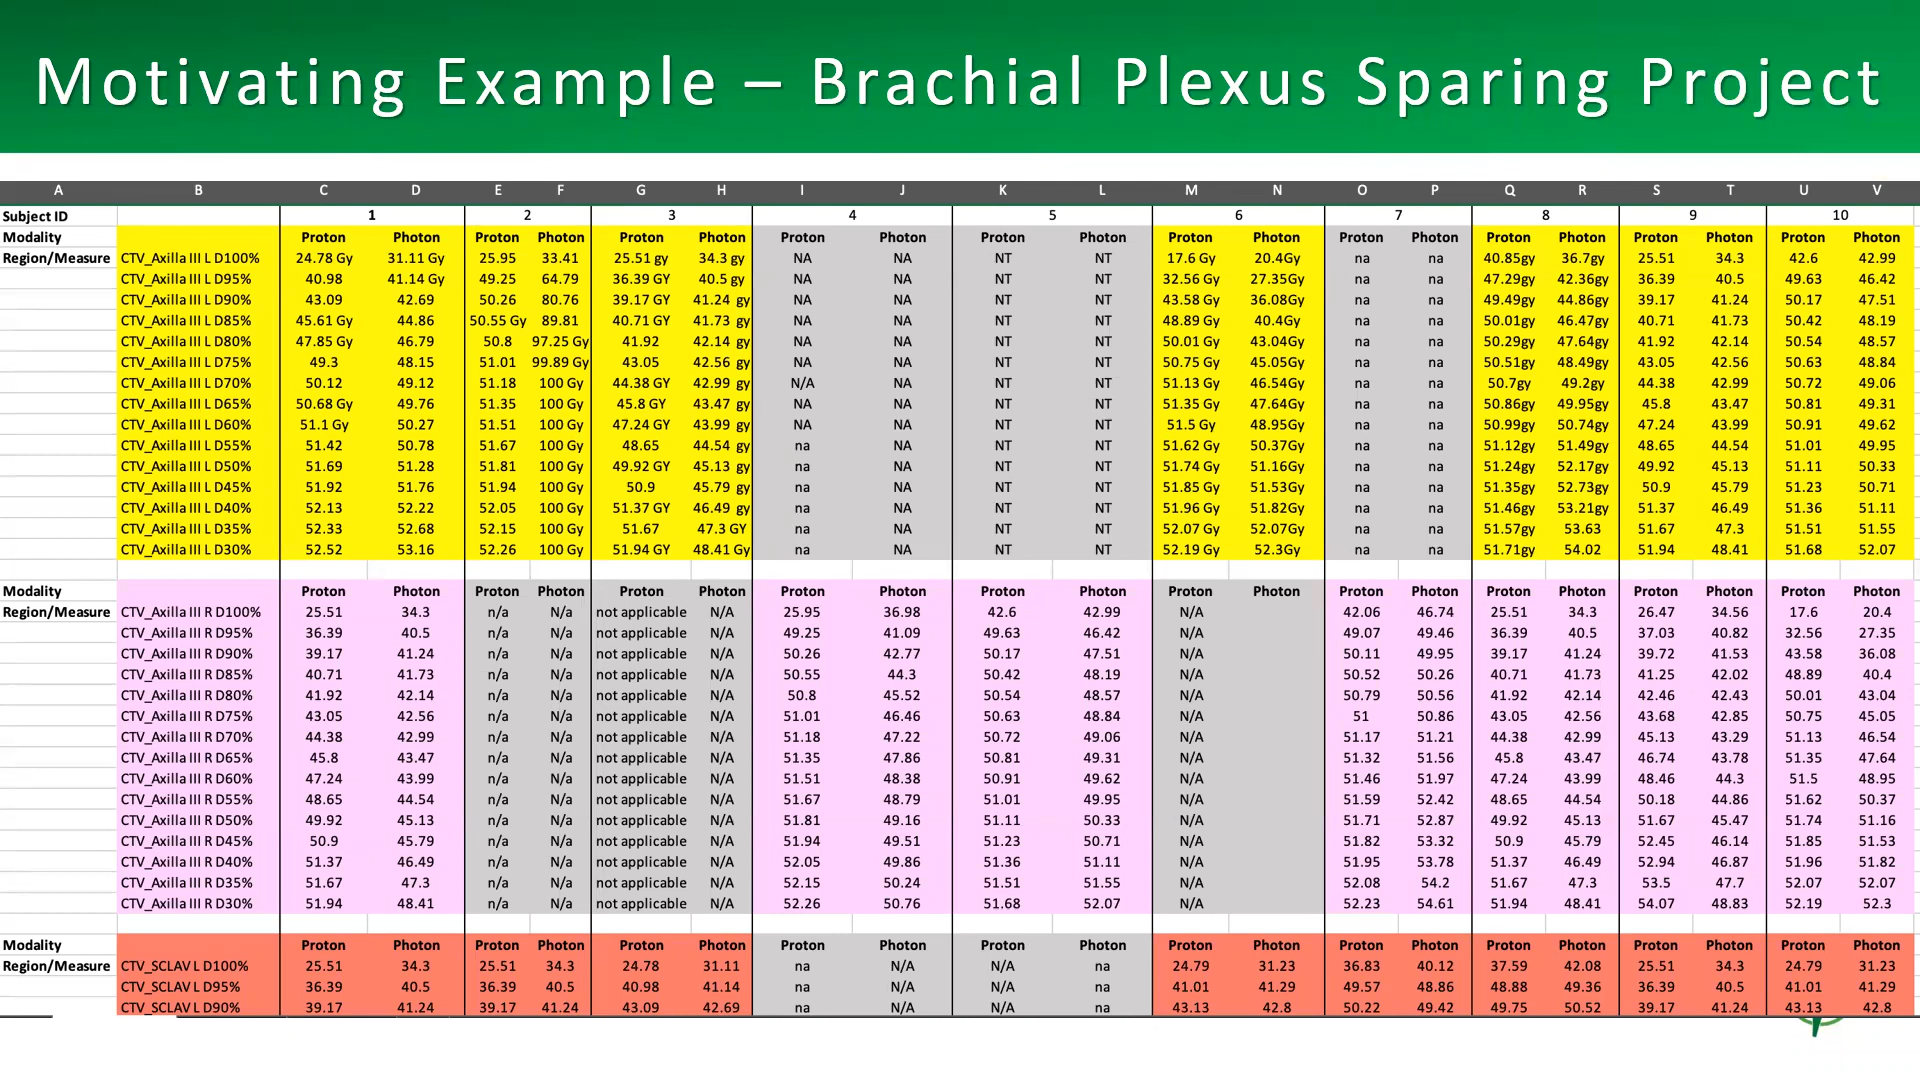 Motivating Example – Brachial Plexus Sparing Project
A B C D E F G H I J K L M N O P Q R S T U V
Subject ID 1 2 3 4 5 6 7 8 9 10
Modality Proton Photon Proton Photon Proton Photon Proton Photon Proton Photon Proton Photon Proton Photon Proton Photon Proton Photon Proton Photon
Region/Measure CTV_Axilla III L D100% 24.78 Gy 31.11 Gy 25.95 33.41 25.51 gy 34.3 gy NA NA NT NT 17.6 Gy 20.4Gy na na 40.85gy 36.7gy 25.51 34.3 42.6 42.99
CTV_Axilla III L D95% 40.98 41.14 Gy 49.25 64.79 36.39 GY 40.5 gy NA NA NT NT 32.56 Gy 27.35Gy na na 47.29gy 42.36gy 36.39 40.5 49.63 46.42
CTV_Axilla III L D90% 43.09 42.69 50.26 80.76 39.17 GY 41.24 gy NA NA NT NT 43.58 Gy 36.08Gy na na 49.49gy 44.86gy 39.17 41.24 50.17 47.51
CTV_Axilla III L D85% 45.61 Gy 44.86 50.55 Gy 89.81 40.71 GY 41.73 gy NA NA NT NT 48.89 Gy 40.4Gy na na 50.01gy 46.47gy 40.71 41.73 50.42 48.19
CTV_Axilla III L D80% 47.85 Gy 46.79 50.8 97.25 Gy 41.92 42.14 gy NA NA NT NT 50.01 Gy 43.04Gy na na 50.29gy 47.64gy 41.92 42.14 50.54 48.57
CTV_Axilla III L D75% 49.3 48.15 51.01 99.89 Gy 43.05 42.56 gy NA NA NT NT 50.75 Gy 45.05Gy na na 50.51gy 48.49gy 43.05 42.56 50.63 48.84
CTV_Axilla III L D70% 50.12 49.12 51.18 100 Gy 44.38 GY 42.99 gy N/A NA NT NT 51.13 Gy 46.54Gy na na 50.7gy 49.2gy 44.38 42.99 50.72 49.06
CTV_Axilla III L D65% 50.68 Gy 49.76 51.35 100 Gy 45.8 GY 43.47 gy NA NA NT NT 51.35 Gy 47.64Gy na na 50.86gy 49.95gy 45.8 43.47 50.81 49.31
CTV_Axilla III L D60% 51.1 Gy 50.27 51.51 100 Gy 47.24 GY 43.99 gy NA NA NT NT 51.5 Gy 48.95Gy na na 50.99gy 50.74gy 47.24 43.99 50.91 49.62
CTV_Axilla III L D55% 51.42 50.78 51.67 100 Gy 48.65 44.54 gy na NA NT NT 51.62 Gy 50.37Gy na na 51.12gy 51.49gy 48.65 44.54 51.01 49.95
CTV_Axilla III L D50% 51.69 51.28 51.81 100 Gy 49.92 GY 45.13 gy na NA NT NT 51.74 Gy 51.16Gy na na 51.24gy 52.17gy 49.92 45.13 51.11 50.33
CTV_Axilla III L D45% 51.92 51.76 51.94 100 Gy 50.9 45.79 gy na NA NT NT 51.85 Gy 51.53Gy na na 51.35gy 52.73gy 50.9 45.79 51.23 50.71
CTV_Axilla III L D40% 52.13 52.22 52.05 100 Gy 51.37 GY 46.49 gy na NA NT NT 51.96 Gy 51.82Gy na na 51.46gy 53.21gy 51.37 46.49 51.36 51.11
CTV_Axilla III L D35% 52.33 52.68 52.15 100 Gy 51.67 47.3 GY na NA NT NT 52.07 Gy 52.07Gy na na 51.57gy 53.63 51.67 47.3 51.51 51.55
CTV_Axilla III L D30% 52.52 53.16 52.26 100 Gy 51.94 GY 48.41 Gy na NA NT NT 52.19 Gy 52.3Gy na na 51.71gy 54.02 51.94 48.41 51.68 52.07
Modality Proton Photon Proton Photon Proton Photon Proton Photon Proton Photon Proton Photon Proton Photon Proton Photon Proton Photon Proton Photon
Region/Measure CTV_Axilla III R D100% 25.51 34.3 n/a N/a not applicable N/A 25.95 36.98 42.6 42.99 N/A 42.06 46.74 25.51 34.3 26.47 34.56 17.6 20.4
CTV_Axilla III R D95% 36.39 40.5 n/a N/a not applicable N/A 49.25 41.09 49.63 46.42 N/A 49.07 49.46 36.39 40.5 37.03 40.82 32.56 27.35
CTV_Axilla III R D90% 39.17 41.24 n/a N/a not applicable N/A 50.26 42.77 50.17 47.51 N/A 50.11 49.95 39.17 41.24 39.72 41.53 43.58 36.08
CTV_Axilla III R D85% 40.71 41.73 n/a N/a not applicable N/A 50.55 44.3 50.42 48.19 N/A 50.52 50.26 40.71 41.73 41.25 42.02 48.89 40.4
CTV_Axilla III R D80% 41.92 42.14 n/a N/a not applicable N/A 50.8 45.52 50.54 48.57 N/A 50.79 50.56 41.92 42.14 42.46 42.43 50.01 43.04
CTV_Axilla III R D75% 43.05 42.56 n/a N/a not applicable N/A 51.01 46.46 50.63 48.84 N/A 51 50.86 43.05 42.56 43.68 42.85 50.75 45.05
CTV_Axilla III R D70% 44.38 42.99 n/a N/a not applicable N/A 51.18 47.22 50.72 49.06 N/A 51.17 51.21 44.38 42.99 45.13 43.29 51.13 46.54
CTV_Axilla III R D65% 45.8 43.47 n/a N/a not applicable N/A 51.35 47.86 50.81 49.31 N/A 51.32 51.56 45.8 43.47 46.74 43.78 51.35 47.64
CTV_Axilla III R D60% 47.24 43.99 n/a N/a not applicable N/A 51.51 48.38 50.91 49.62 N/A 51.46 51.97 47.24 43.99 48.46 44.3 51.5 48.95
CTV_Axilla III R D55% 48.65 44.54 n/a N/a not applicable N/A 51.67 48.79 51.01 49.95 N/A 51.59 52.42 48.65 44.54 50.18 44.86 51.62 50.37
CTV_Axilla III R D50% 49.92 45.13 n/a N/a not applicable N/A 51.81 49.16 51.11 50.33 N/A 51.71 52.87 49.92 45.13 51.67 45.47 51.74 51.16
CTV_Axilla III R D45% 50.9 45.79 n/a N/a not applicable N/A 51.94 49.51 51.23 50.71 N/A 51.82 53.32 50.9 45.79 52.45 46.14 51.85 51.53
CTV_Axilla III R D40% 51.37 46.49 n/a N/a not applicable N/A 52.05 49.86 51.36 51.11 N/A 51.95 53.78 51.37 46.49 52.94 46.87 51.96 51.82
CTV_Axilla III R D35% 51.67 47.3 n/a N/a not applicable N/A 52.15 50.24 51.51 51.55 N/A 52.08 54.2 51.67 47.3 53.5 47.7 52.07 52.07
CTV_Axilla III R D30% 51.94 48.41 n/a N/a not applicable N/A 52.26 50.76 51.68 52.07 N/A 52.23 54.61 51.94 48.41 54.07 48.83 52.19 52.3
Modality Proton Photon Proton Photon Proton Photon Proton Photon Proton Photon Proton Photon Proton Photon Proton Photon Proton Photon Proton Photon
Region/Measure CTV_SCLAV L D100% 25.51 34.3 25.51 34.3 24.78 31.11 na N/A N/A na 24.79 31.23 36.83 40.12 37.59 42.08 25.51 34.3 24.79 31.23
CTV_SCLAV L D95% 36.39 40.5 36.39 40.5 40.98 41.14 na N/A N/A na 41.01 41.29 49.57 48.86 48.88 49.36 36.39 40.5 41.01 41.29
CTV_SCLAV L D90% 39.17 41.24 39.17 41.24 43.09 42.69 na N/A N/A na 43.13 42.8 50.22 49.42 49.75 50.52 39.17 41.24 43.13 42.8